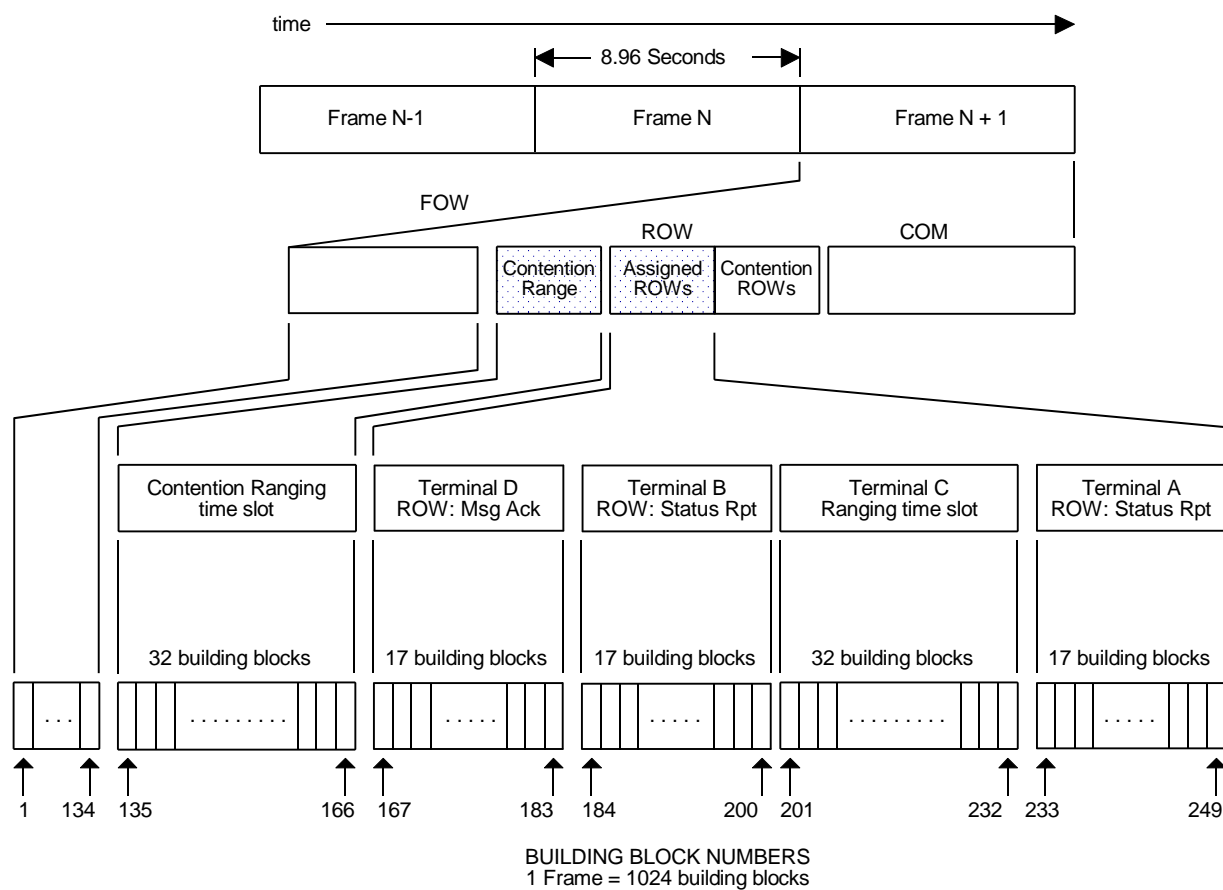 time
8.96 Seconds
Frame N-1
Frame N
Frame N + 1
FOW
ROW
COM
Contention
Range
Assigned
ROWs
Contention
ROWs
Contention Ranging
time slot
Terminal D
ROW: Msg Ack
Terminal B
ROW: Status Rpt
Terminal C
Ranging time slot
Terminal A
ROW: Status Rpt
32 building blocks
17 building blocks
17 building blocks
32 building blocks
17 building blocks
. . .
. . . . . . . . .
. . . . .
. . . . .
. . . . . . . . .
. . . . .
1
134
135
166
167
183
184
200
201
232
233
249
BUILDING BLOCK NUMBERS
1 Frame = 1024 building blocks